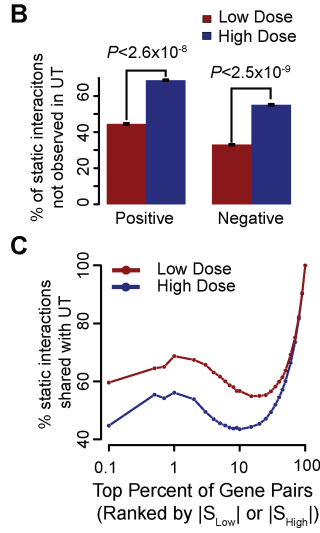 B
Low Dose
High Dose
P<2.6x10⁻⁸
P<2.5x10⁻⁹
% of static interacitons
not observed in UT
60
40
20
0
Positive
Negative
C
Low Dose
High Dose
% static interactions
shared with UT
100
80
60
40
0.1
1
10
100
Top Percent of Gene Pairs
(Ranked by |S_Low| or |S_High|)